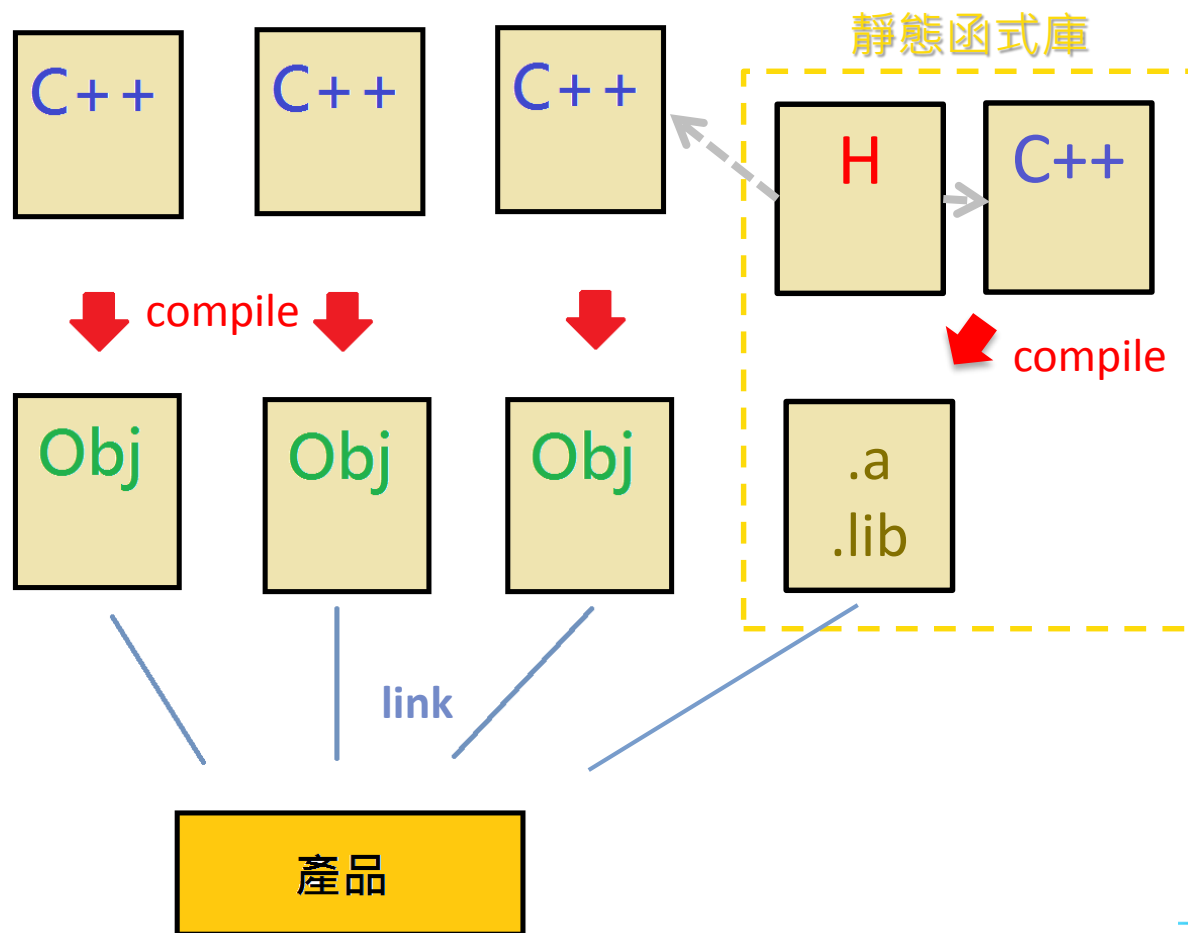 靜態函式庫
C++
C++
C++
H
C++
compile
compile
Obj
Obj
Obj
.a
.lib
link
產品